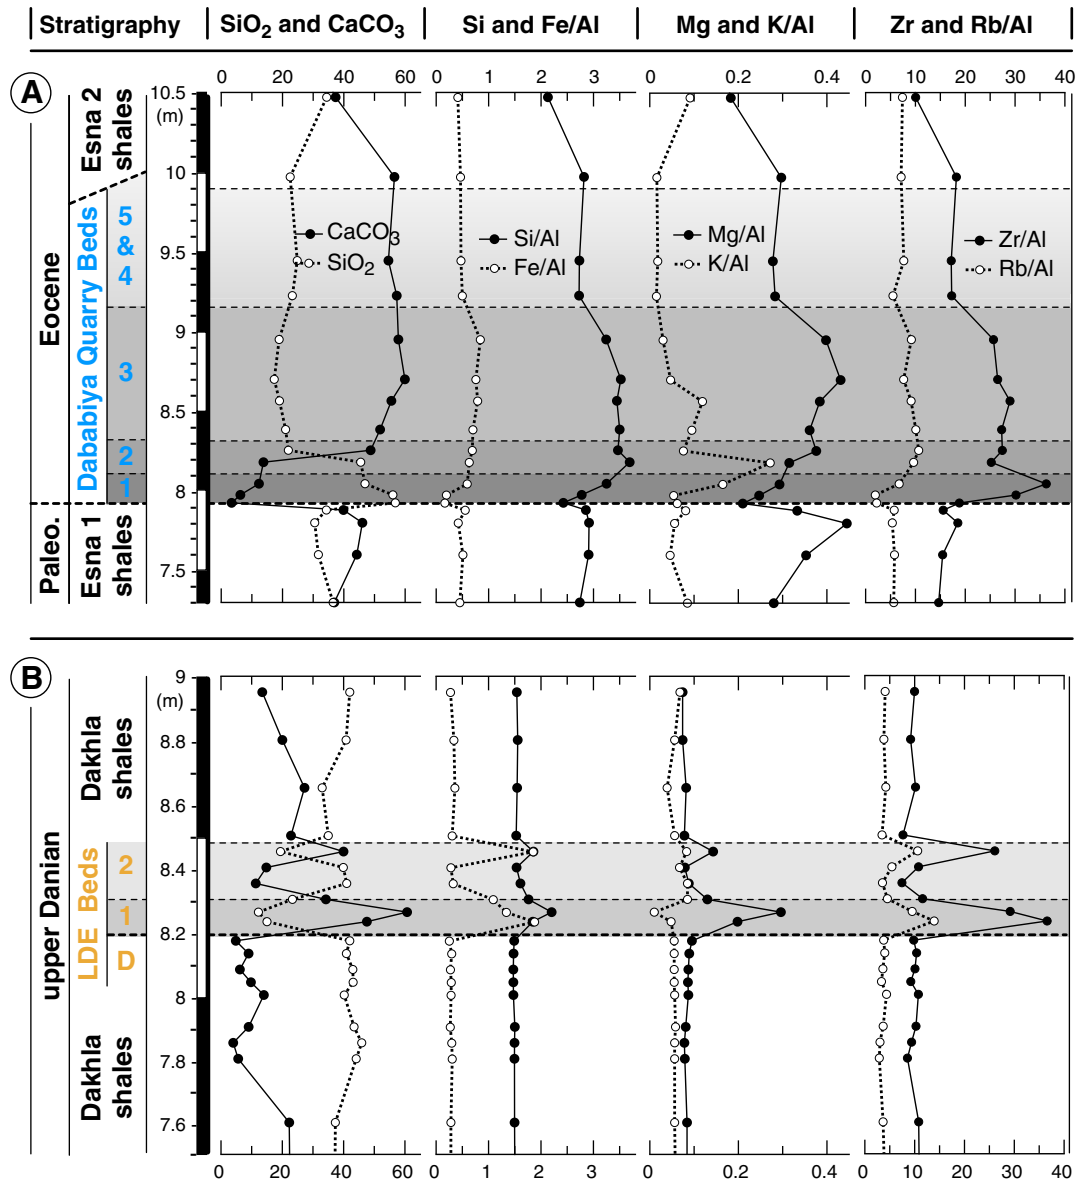 Stratigraphy SiO2 and CaCO3 Si and Fe/Al Mg and K/Al Zr and Rb/Al
A
0 20 40 60 0 1 2 3 0 0.2 0.4 0 10 20 30 40
10.5
(m)
10
9.5
9
8.5
8
7.5
Eocene
Paleo.
Esna 2
shales
Dababiya Quarry Beds
5
&
4
3
2
1
Esna 1
shales
CaCO3
SiO2
Si/Al
Fe/Al
Mg/Al
K/Al
Zr/Al
Rb/Al
B
9
(m)
8.8
8.6
8.4
8.2
8
7.8
7.6
upper Danian
Dakhla
shales
LDE Beds
2
1
D
Dakhla
shales
0 20 40 60 0 1 2 3 0 0.2 0.4 0 10 20 30 40